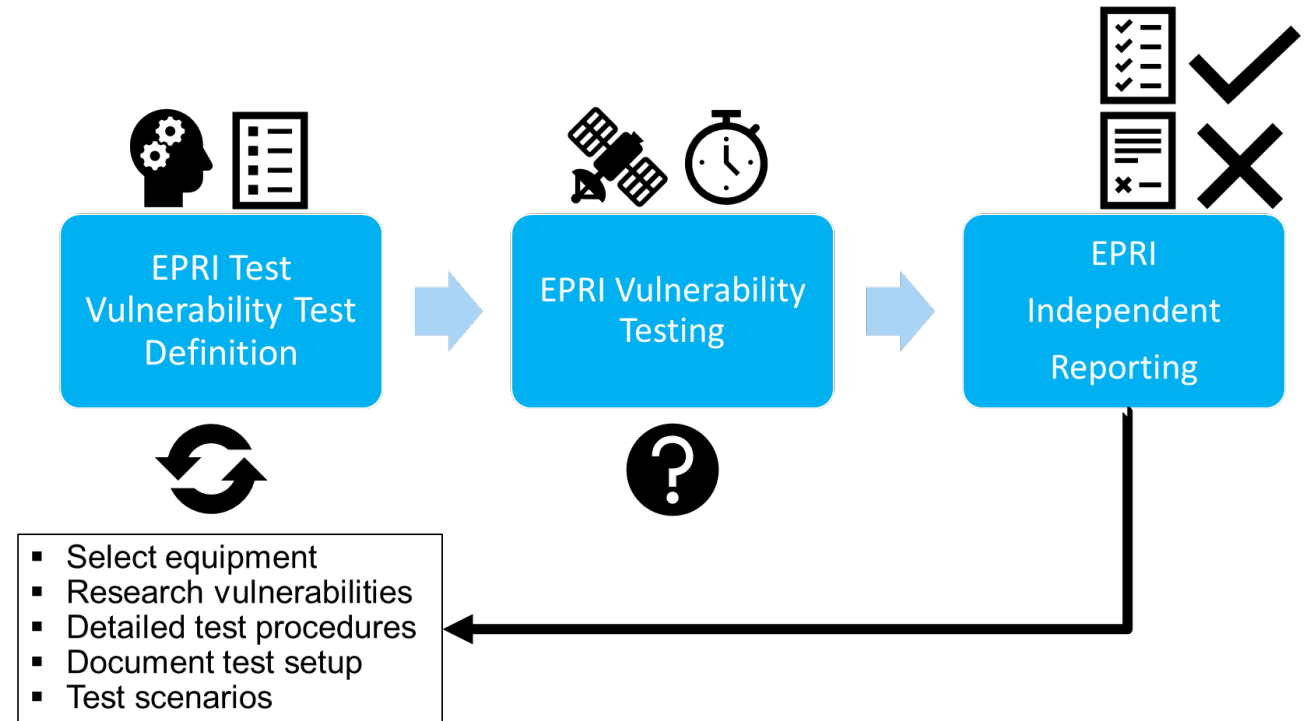 EPRI Test
Vulnerability Test
Definition
EPRI Vulnerability
Testing
EPRI
Independent
Reporting
▪ Select equipment
▪ Research vulnerabilities
▪ Detailed test procedures
▪ Document test setup
▪ Test scenarios